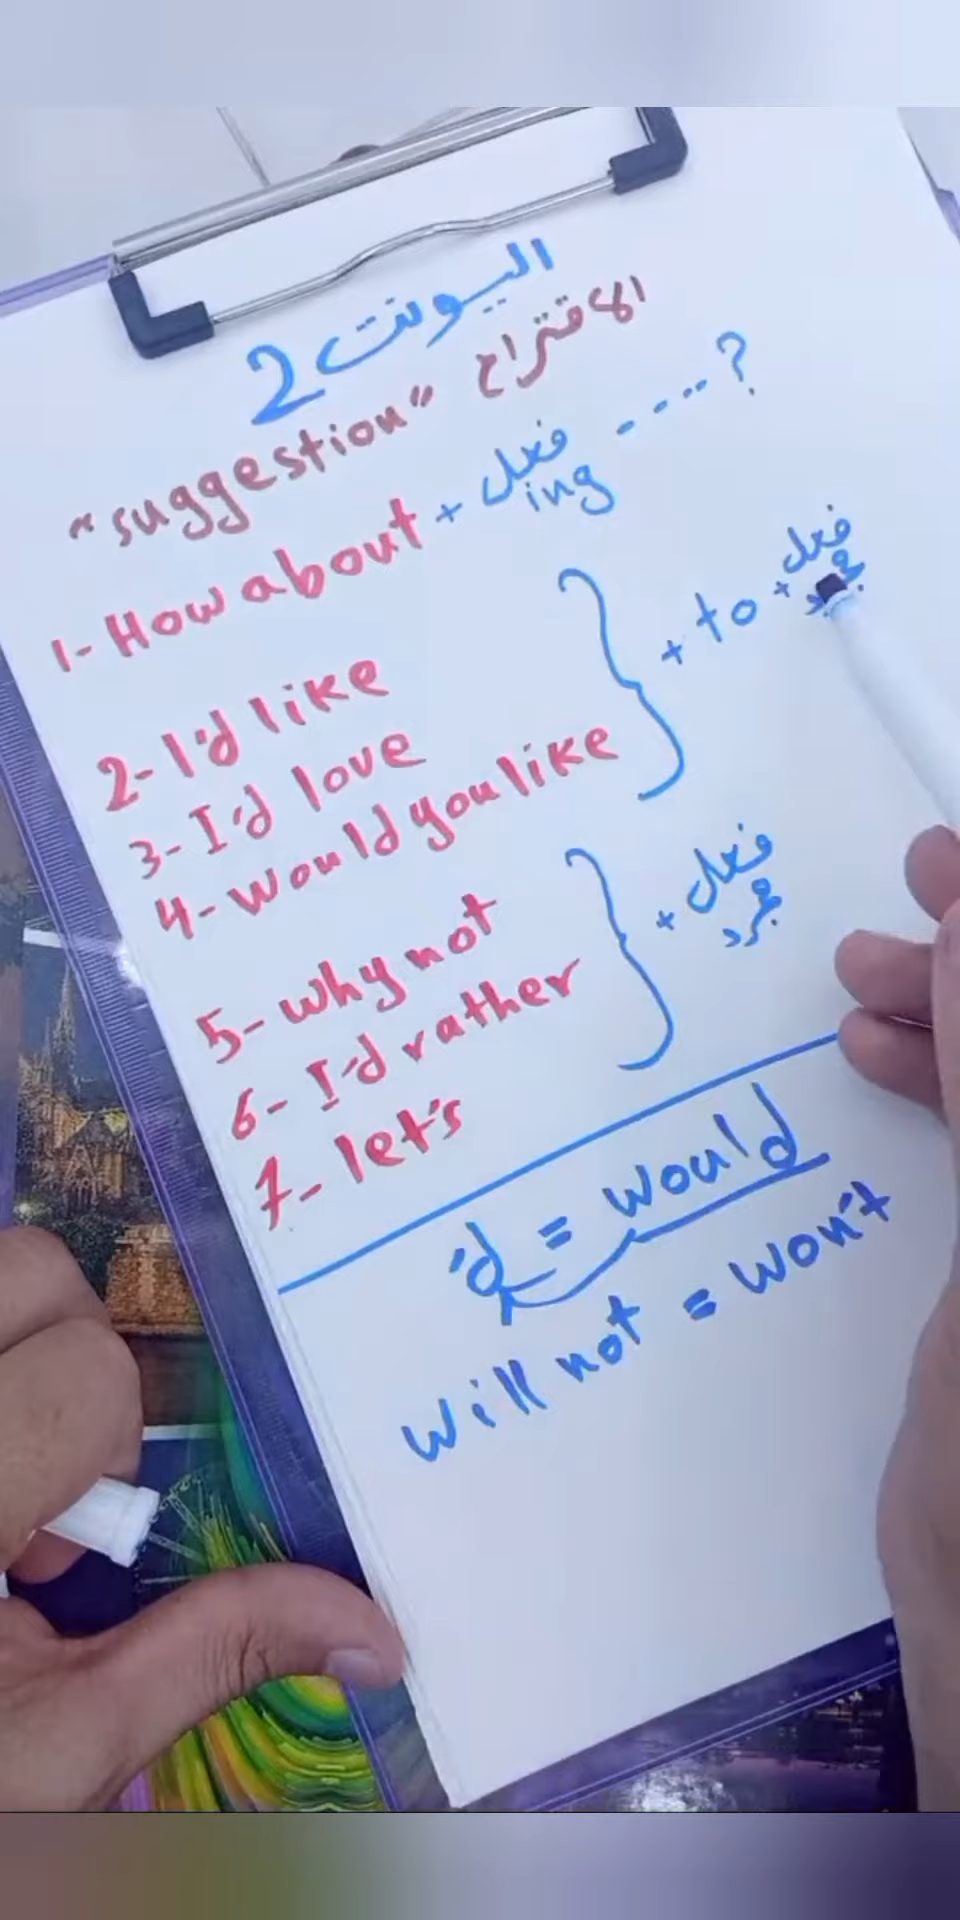 اليونت 2
الاقتراح "suggestion"
1- How about + فعل ing ....?
2- I'd like
3- I'd love
4- Would you like
+ to + فعل مجرد
5- why not
6- I'd rather
7- let's
+ فعل مجرد
'd = would
will not = won't